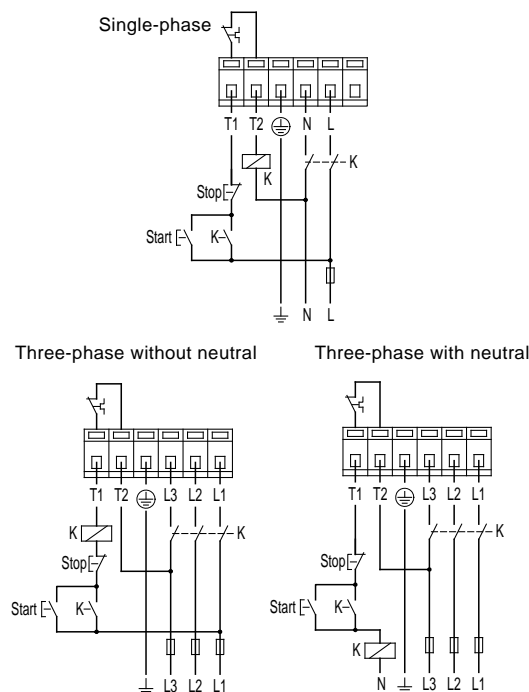 Single-phase
T1 T2 N L
K
K
Stop
Start K
N L
Three-phase without neutral
Three-phase with neutral
T1 T2 L3 L2 L1
K
K
Stop
Start K
L3 L2 L1
T1 T2 L3 L2 L1
K
Stop
Start K
K
N L3 L2 L1